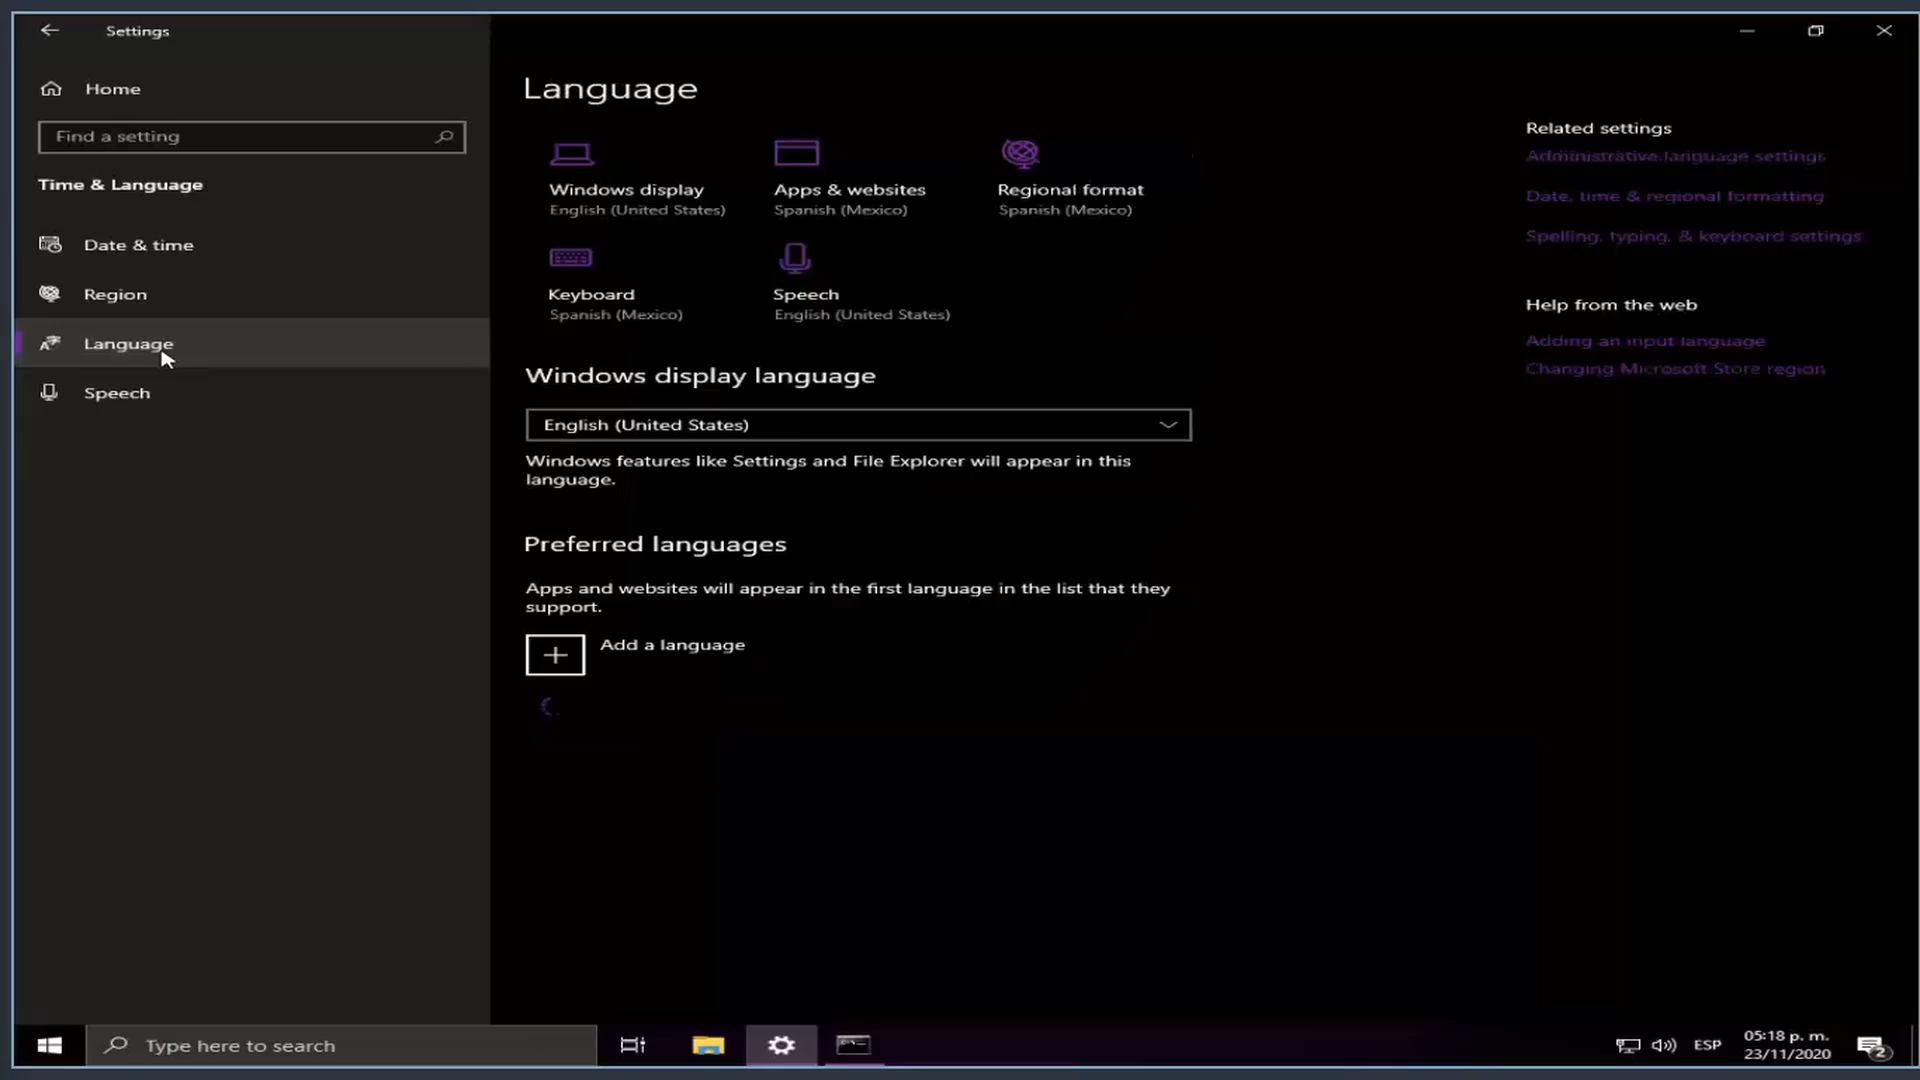 Settings
Home
Find a setting
Time & Language
Date & time
Region
Language
Speech
Language
Windows display
English (United States)
Apps & websites
Spanish (Mexico)
Regional format
Spanish (Mexico)
Keyboard
Spanish (Mexico)
Speech
English (United States)
Windows display language
English (United States)
Windows features like Settings and File Explorer will appear in this
language.
Preferred languages
Apps and websites will appear in the first language in the list that they
support.
Add a language
Related settings
Administrative language settings
Date, time & regional formatting
Spelling, typing, & keyboard settings
Help from the web
Adding an input language
Changing Microsoft Store region
Type here to search
ESP
05:18 p. m.
23/11/2020
2